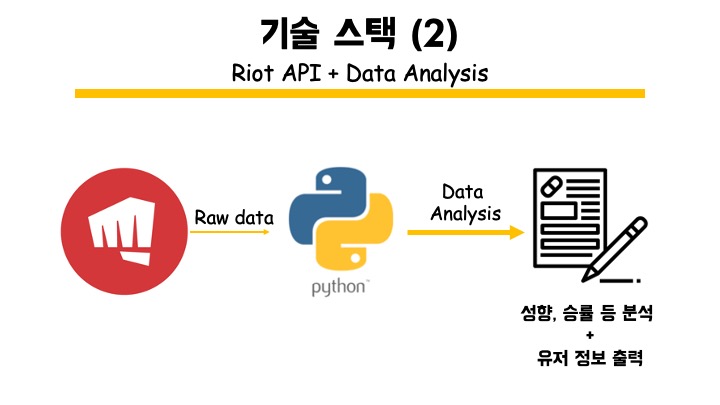 기술 스택 (2)
Riot API + Data Analysis
Raw data
python™
Data
Analysis
성향, 승률 등 분석
+
유저 정보 출력